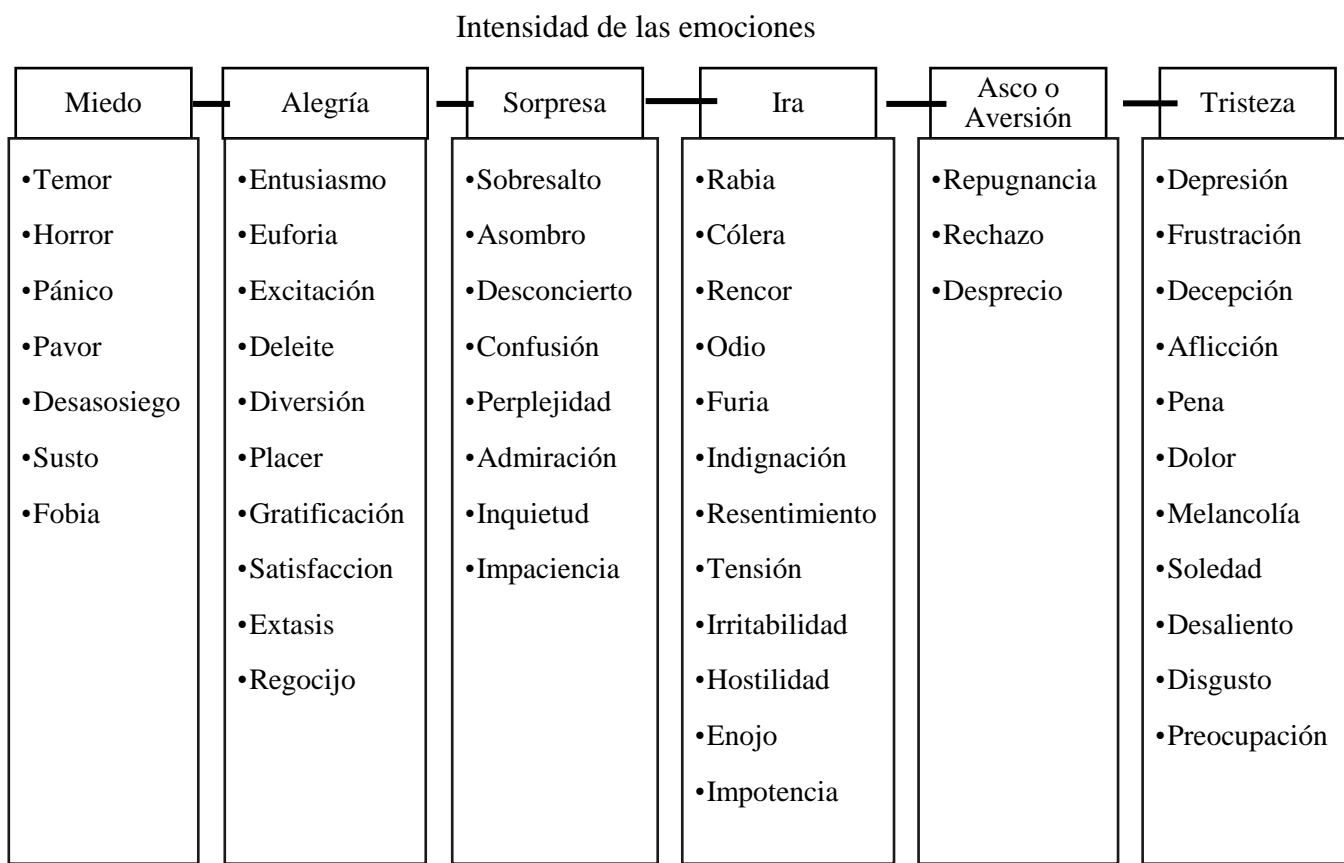 Intensidad de las emociones
Miedo
•Temor
•Horror
•Pánico
•Pavor
•Desasosiego
•Susto
•Fobia
Alegría
•Entusiasmo
•Euforia
•Excitación
•Deleite
•Diversión
•Placer
•Gratificación
•Satisfaccion
•Extasis
•Regocijo
Sorpresa
•Sobresalto
•Asombro
•Desconcierto
•Confusión
•Perplejidad
•Admiración
•Inquietud
•Impaciencia
Ira
•Rabia
•Cólera
•Rencor
•Odio
•Furia
•Indignación
•Resentimiento
•Tensión
•Irritabilidad
•Hostilidad
•Enojo
•Impotencia
Asco o
Aversión
•Repugnancia
•Rechazo
•Desprecio
Tristeza
•Depresión
•Frustración
•Decepción
•Aflicción
•Pena
•Dolor
•Melancolía
•Soledad
•Desaliento
•Disgusto
•Preocupación